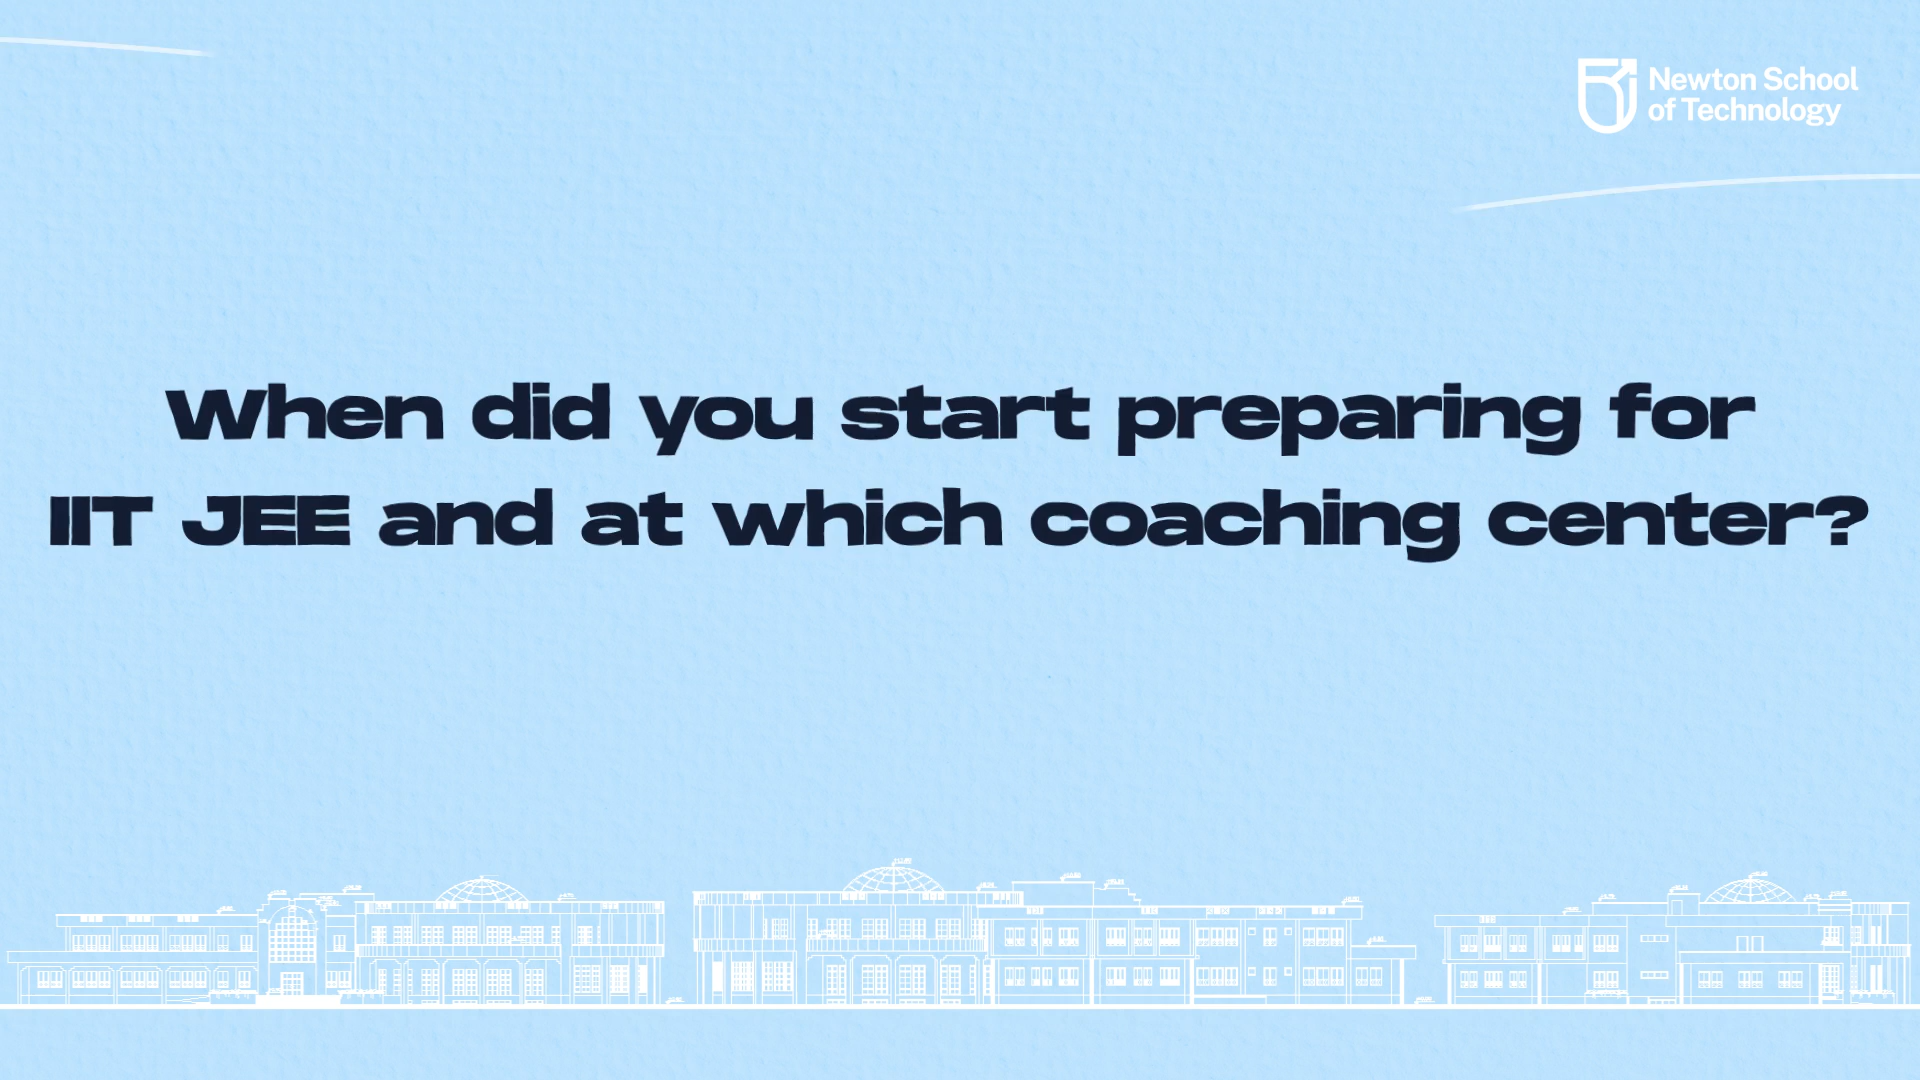 Newton School
of Technology
When did you start preparing for
IIT JEE and at which coaching center?